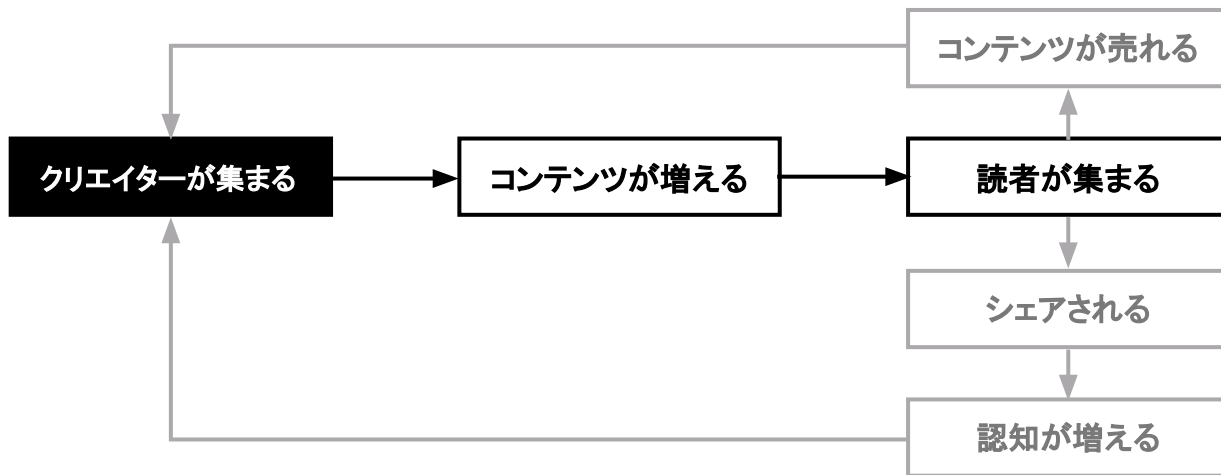 コンテンツが売れる
クリエイターが集まる
コンテンツが増える
読者が集まる
シェアされる
認知が増える